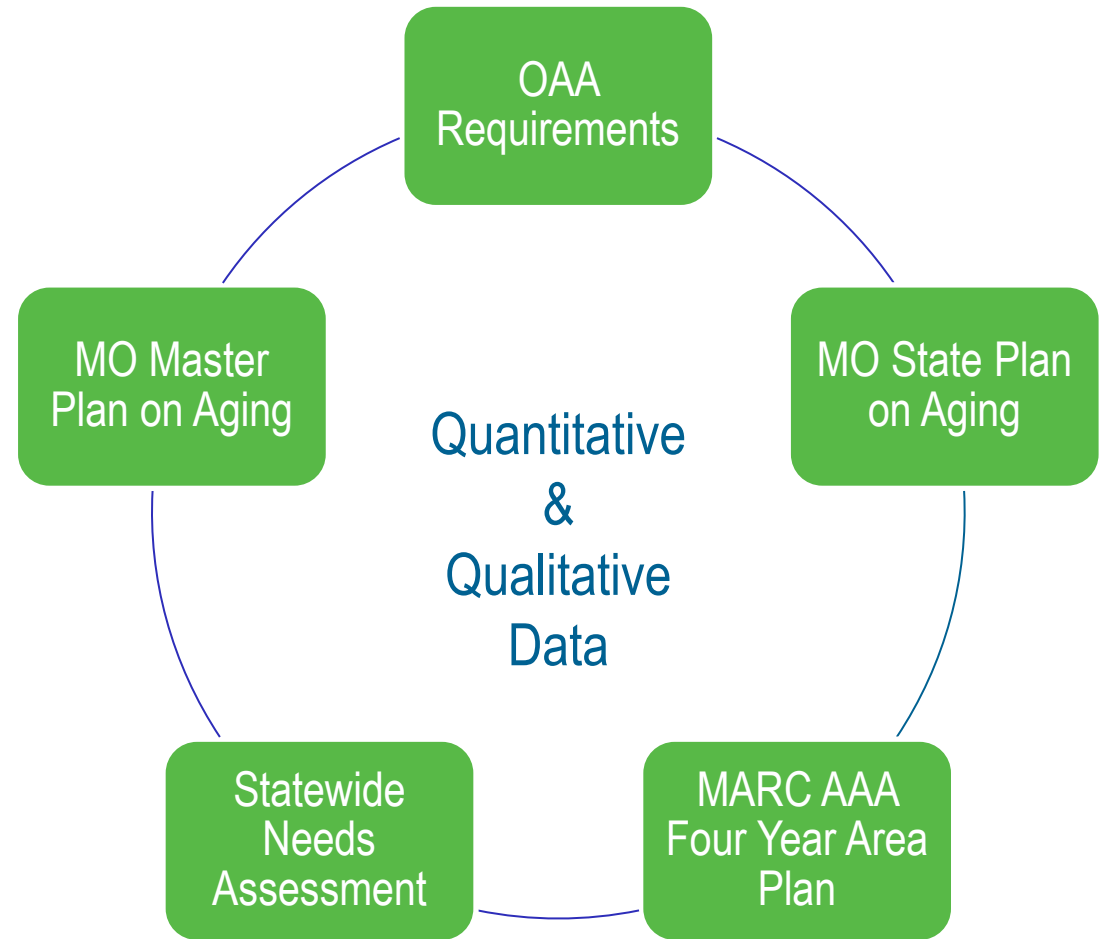 OAA
Requirements
MO State Plan
on Aging
MARC AAA
Four Year Area
Plan
Statewide
Needs
Assessment
MO Master
Plan on Aging
Quantitative
&
Qualitative
Data